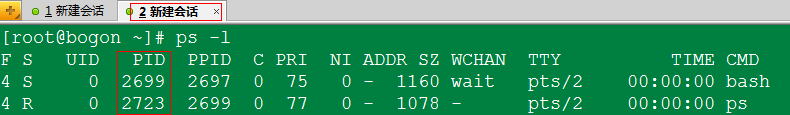 1 新建会话 2 新建会话 ×
[root@bogon ~]# ps -l
F S UID PID PPID C PRI NI ADDR SZ WCHAN TTY TIME CMD
4 S 0 2699 2697 0 75 0 - 1160 wait pts/2 00:00:00 bash
4 R 0 2723 2699 0 77 0 - 1078 - pts/2 00:00:00 ps